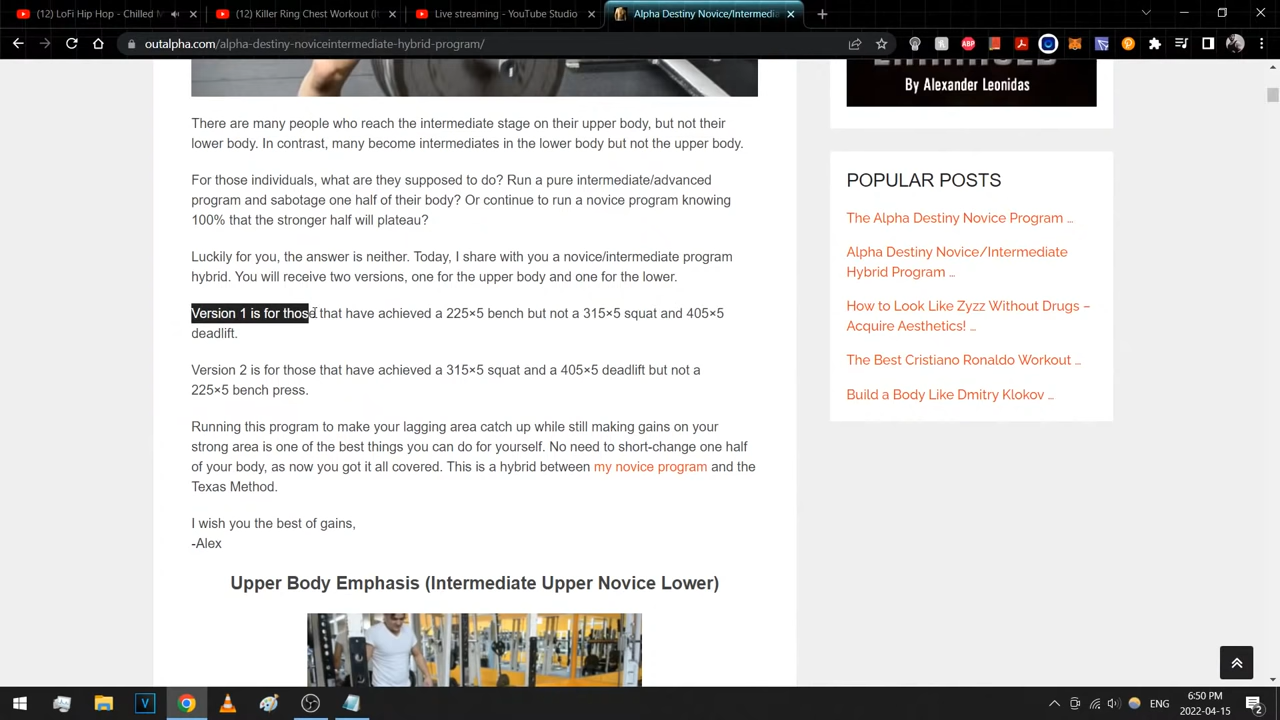 (12) LoFi Hip Hop - Chilled M
(12) Killer Ring Chest Workout (H
Live streaming - YouTube Studio
Alpha Destiny Novice/Intermedia
outalpha.com/alpha-destiny-noviceintermediate-hybrid-program/
ABP
There are many people who reach the intermediate stage on their upper body, but not their
lower body. In contrast, many become intermediates in the lower body but not the upper body.
For those individuals, what are they supposed to do? Run a pure intermediate/advanced
program and sabotage one half of their body? Or continue to run a novice program knowing
100% that the stronger half will plateau?
Luckily for you, the answer is neither. Today, I share with you a novice/intermediate program
hybrid. You will receive two versions, one for the upper body and one for the lower.
Version 1 is for those that have achieved a 225×5 bench but not a 315×5 squat and 405×5
deadlift.
Version 2 is for those that have achieved a 315×5 squat and a 405×5 deadlift but not a
225×5 bench press.
Running this program to make your lagging area catch up while still making gains on your
strong area is one of the best things you can do for yourself. No need to short-change one half
of your body, as now you got it all covered. This is a hybrid between my novice program and the
Texas Method.
I wish you the best of gains,
-Alex
Upper Body Emphasis (Intermediate Upper Novice Lower)
ENHANCED
By Alexander Leonidas
POPULAR POSTS
The Alpha Destiny Novice Program …
Alpha Destiny Novice/Intermediate
Hybrid Program …
How to Look Like Zyzz Without Drugs –
Acquire Aesthetics! …
The Best Cristiano Ronaldo Workout …
Build a Body Like Dmitry Klokov …
ENG
6:50 PM
2022-04-15
2